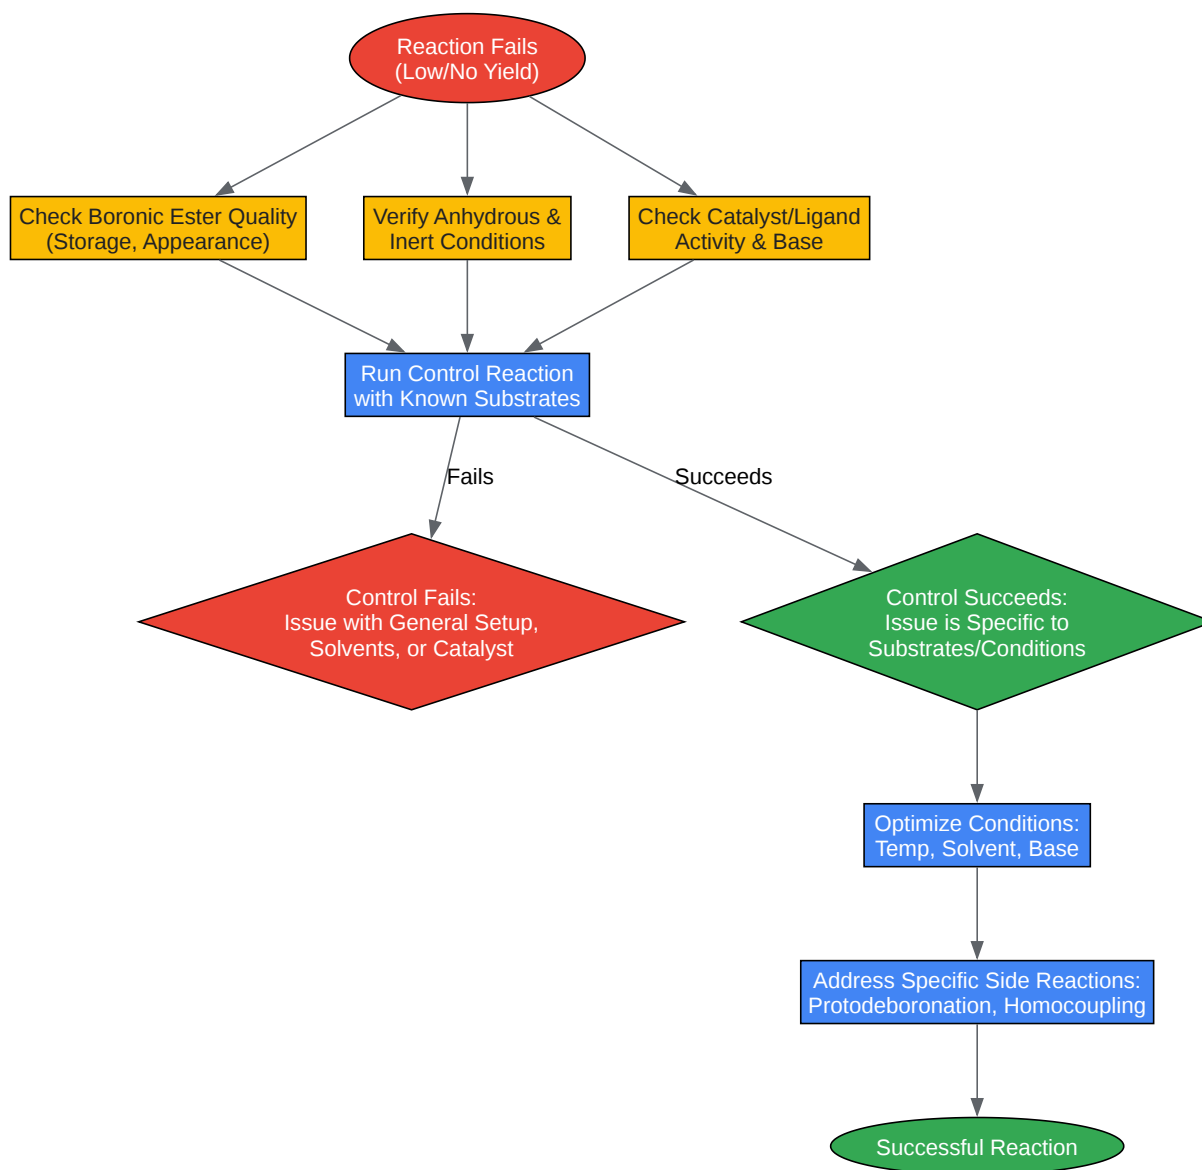 Reaction Fails
(Low/No Yield)
Check Boronic Ester Quality
(Storage, Appearance)
Verify Anhydrous &
Inert Conditions
Check Catalyst/Ligand
Activity & Base
Run Control Reaction
with Known Substrates
Fails
Succeeds
Control Fails:
Issue with General Setup,
Solvents, or Catalyst
Control Succeeds:
Issue is Specific to
Substrates/Conditions
Optimize Conditions:
Temp, Solvent, Base
Address Specific Side Reactions:
Protodeboronation, Homocoupling
Successful Reaction